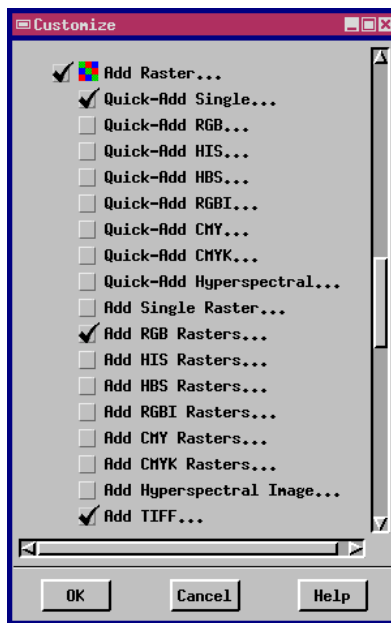 Customize
Add Raster...
Quick-Add Single...
Quick-Add RGB...
Quick-Add HIS...
Quick-Add HBS...
Quick-Add RGBI...
Quick-Add CMY...
Quick-Add CMYK...
Quick-Add Hyperspectral...
Add Single Raster...
Add RGB Rasters...
Add HIS Rasters...
Add HBS Rasters...
Add RGBI Rasters...
Add CMY Rasters...
Add CMYK Rasters...
Add Hyperspectral Image...
Add TIFF...
OK Cancel Help